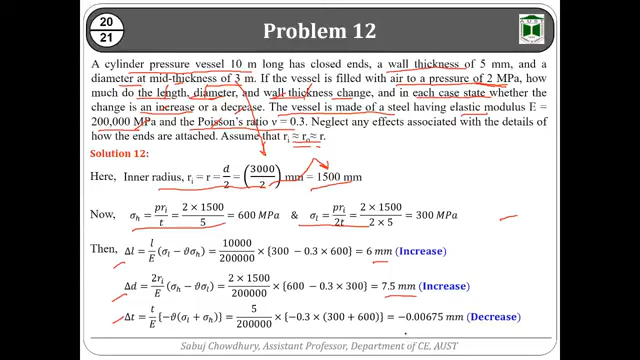 20
21
Problem 12
A cylinder pressure vessel 10 m long has closed ends, a wall thickness of 5 mm, and a
diameter at mid-thickness of 3 m. If the vessel is filled with air to a pressure of 2 MPa, how
much do the length, diameter, and wall thickness change, and in each case state whether the
change is an increase or a decrease. The vessel is made of a steel having elastic modulus E =
200,000 MPa and the Poisson's ratio ν = 0.3. Neglect any effects associated with the details of
how the ends are attached. Assume that rᵢ ≈ rₒ ≈ r.
Solution 12:
Here, Inner radius, rᵢ = r = d/2 = (3000/2) mm = 1500 mm
Now, σₕ = prᵢ/t = (2 × 1500)/5 = 600 MPa & σₗ = prᵢ/2t = (2 × 1500)/(2 × 5) = 300 MPa
Then, Δl = l/E (σₗ − ϑσₕ) = 10000/200000 × {300 − 0.3 × 600} = 6 mm (Increase)
Δd = 2rᵢ/E (σₕ − ϑσₗ) = (2 × 1500)/200000 × {600 − 0.3 × 300} = 7.5 mm (Increase)
Δt = t/E {−ϑ(σₗ + σₕ)} = 5/200000 × {−0.3 × (300 + 600)} = −0.00675 mm (Decrease)
Sabuj Chowdhury, Assistant Professor, Department of CE, AUST